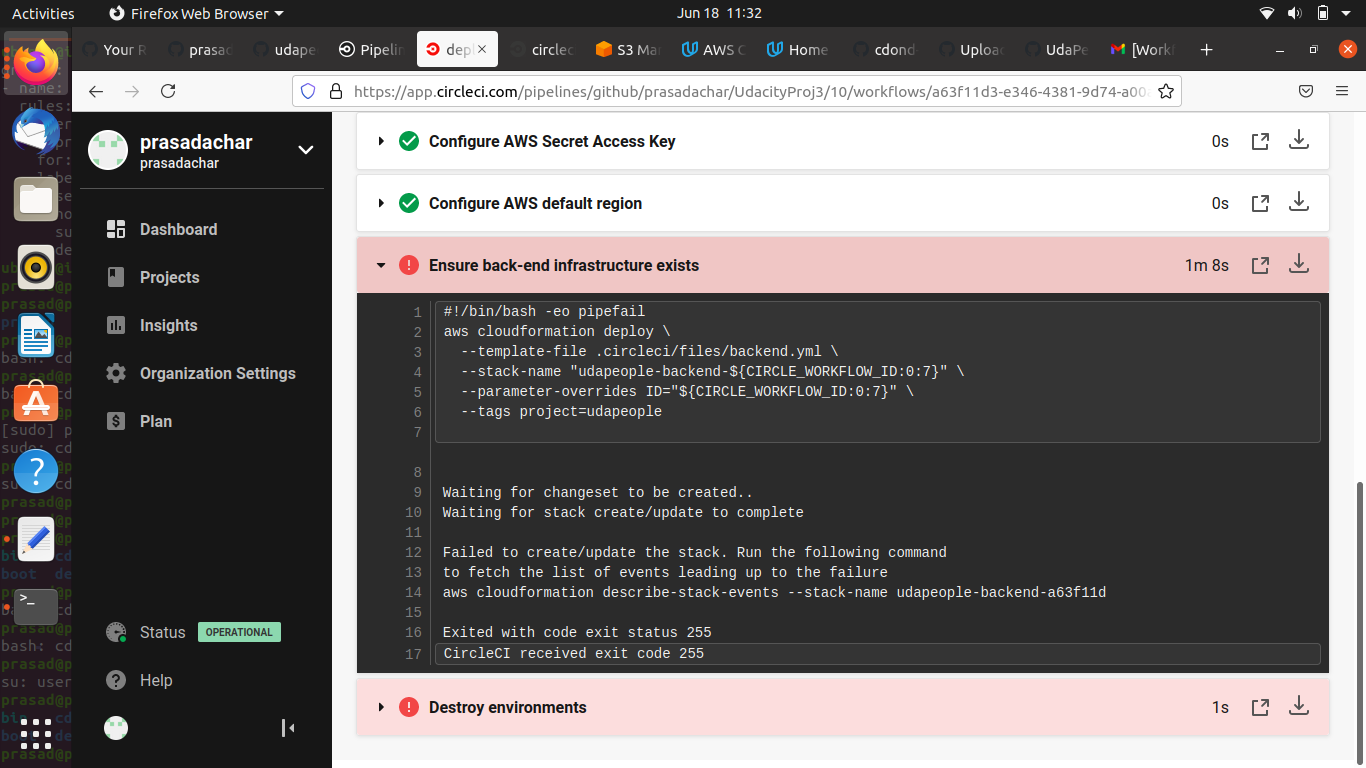 Activities
Firefox Web Browser
Jun 18 11:32
Your R
prasad
udape
Pipelin
depl
circlec
S3 Ma
AWS C
Home
cdond
Upload
UdaPe
[Workf
https://app.circleci.com/pipelines/github/prasadachar/UdacityProj3/10/workflows/a63f11d3-e346-4381-9d74-a00
prasadachar
prasadachar
Dashboard
Projects
Insights
Organization Settings
Plan
Status
OPERATIONAL
Help
Configure AWS Secret Access Key
0s
Configure AWS default region
0s
Ensure back-end infrastructure exists
1m 8s
1 #!/bin/bash -eo pipefail
2 aws cloudformation deploy \
3 --template-file .circleci/files/backend.yml \
4 --stack-name "udapeople-backend-${CIRCLE_WORKFLOW_ID:0:7}" \
5 --parameter-overrides ID="${CIRCLE_WORKFLOW_ID:0:7}" \
6 --tags project=udapeople
7
8
9 Waiting for changeset to be created..
10 Waiting for stack create/update to complete
11
12 Failed to create/update the stack. Run the following command
13 to fetch the list of events leading up to the failure
14 aws cloudformation describe-stack-events --stack-name udapeople-backend-a63f11d
15
16 Exited with code exit status 255
17 CircleCI received exit code 255
Destroy environments
1s